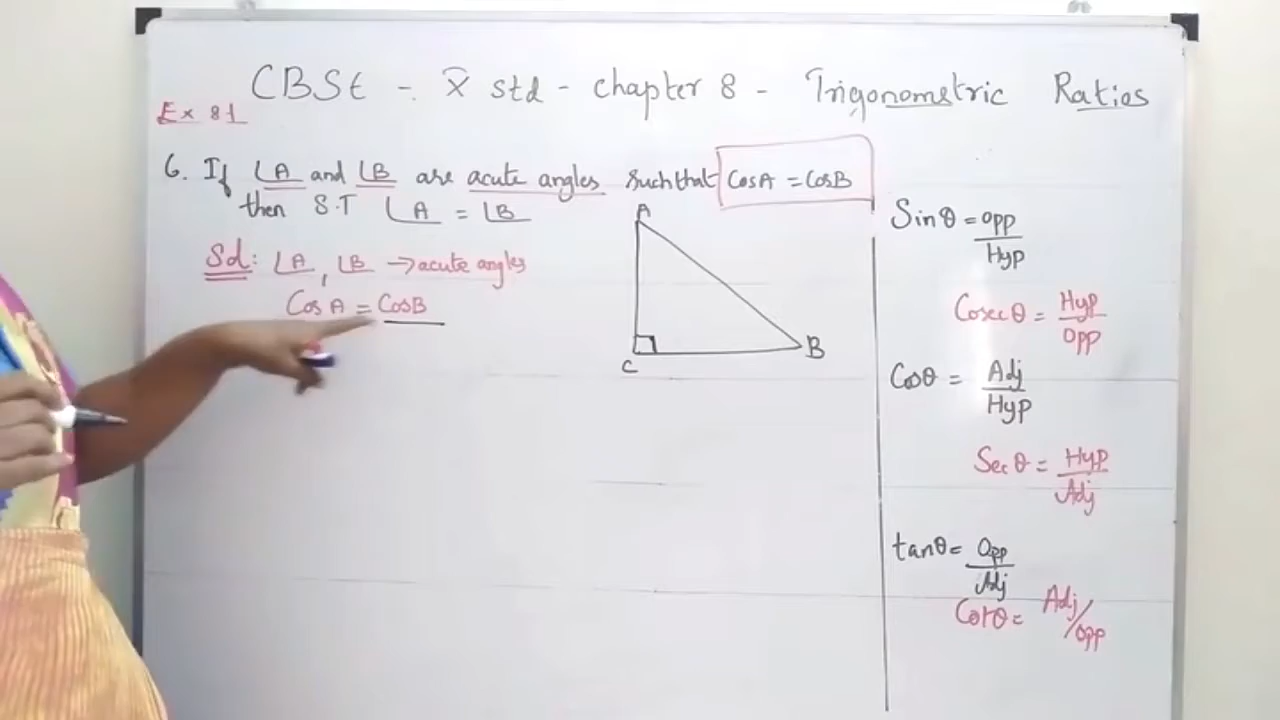 CBSE - X std - chapter 8 - Trigonometric Ratios
Ex 8.1
6. If ∠A and ∠B are acute angles such that CosA = CosB
then S.T ∠A = ∠B
Sol: ∠A, ∠B → acute angles
Cos A = CosB
A
B
C
Sinθ = opp/Hyp
Cosecθ = Hyp/opp
Cosθ = Adj/Hyp
Secθ = Hyp/Adj
tanθ = Opp/Adj
Cotθ = Adj/opp